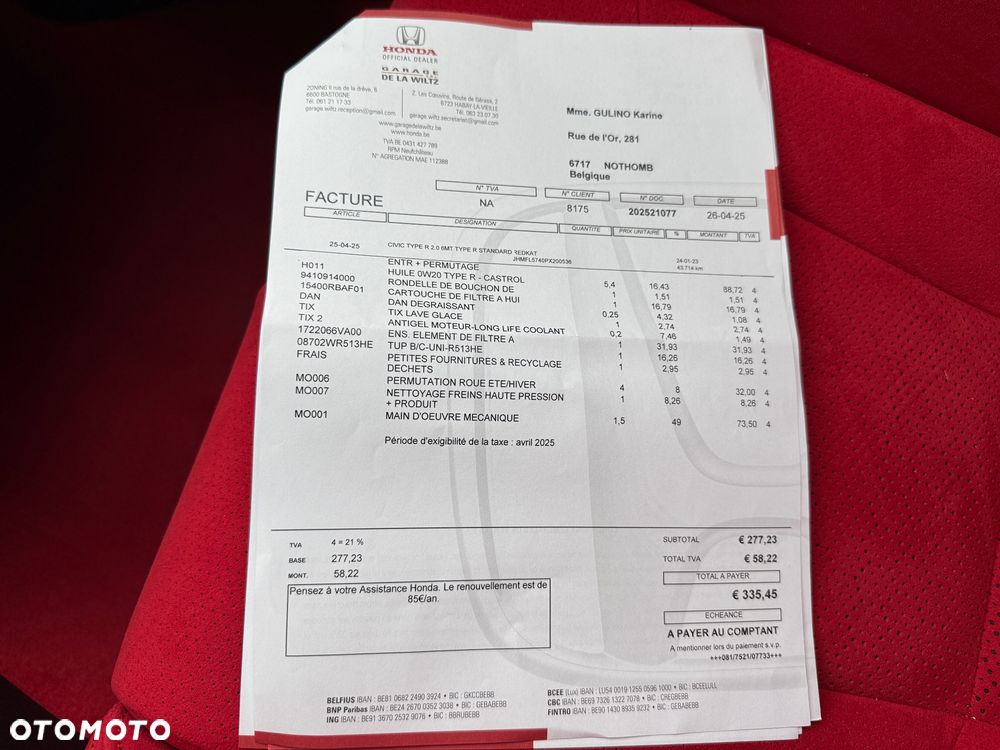 HONDA
OFFICIAL DEALER
GARAGE
DE LA WILTZ
ZONING II rue de la drève, 6
6600 BASTOGNE
Tél. 061 21 17 33
garage.wiltz.reception@gmail.com
Z. Les Coeuvins, Route de Gérassi, 2
6723 HABAY-LA-VIEILLE
Tél. 063 23 07 30
garage.wiltz.secretariat@gmail.com
www.garagedelawiltz.be
www.honda.be
TVA BE 0431 427 789
RPM Neufchâteau
N° AGREGATION MAE 112388
Mme. GULINO Karine
Rue de l'Or, 281
6717 NOTHOMB
Belgique
FACTURE
N° TVA N° CLIENT N° DOC. DATE
NA 8175 202521077 26-04-25
ARTICLE DESIGNATION QUANTITE PRIX UNITAIRE % MONTANT TVA
25-04-25 CIVIC TYPE R 2.0 6MT TYPE R STANDARD REDKAT
JHMFL5740PX200536 24-01-23
43.714 km
ENTR + PERMUTAGE
H011 HUILE 0W20 TYPE R - CASTROL 5,4 16,43 88,72 4
9410914000 RONDELLE DE BOUCHON DE 1 1,51 1,51 4
15400RBAF01 CARTOUCHE DE FILTRE A HUI 1 16,79 16,79 4
DAN DAN DEGRAISSANT 0,25 4,32 1,08 4
TIX TIX LAVE GLACE 1 2,74 2,74 4
TIX 2 ANTIGEL MOTEUR-LONG LIFE COOLANT 0,2 7,46 1,49 4
1722066VA00 ENS. ELEMENT DE FILTRE A 1 31,93 31,93 4
08702WR513HE TUP B/C-UNI-R513HE 1 16,26 16,26 4
FRAIS PETITES FOURNITURES & RECYCLAGE 1 2,95 2,95 4
DECHETS
MO006 PERMUTATION ROUE ETE/HIVER 4 8 32,00 4
MO007 NETTOYAGE FREINS HAUTE PRESSION 1 8,26 8,26 4
+ PRODUIT
MO001 MAIN D'OEUVRE MECANIQUE 1,5 49 73,50 4
Période d'exigibilité de la taxe : avril 2025
TVA 4 = 21 %
BASE 277,23
MONT. 58,22
SUBTOTAL € 277,23
TOTAL TVA € 58,22
TOTAL A PAYER
€ 335,45
ECHEANCE
A PAYER AU COMPTANT
A mentionner lors du paiement s.v.p.
+++081/7521/07733+++
Pensez à votre Assistance Honda. Le renouvellement est de
85€/an.
BELFIUS IBAN : BE81 0682 2490 3924 • BIC : GKCCBEBB
BNP Paribas IBAN : BE24 2670 0352 3038 • BIC : GEBABEBB
ING IBAN : BE91 3670 2532 9076 • BIC : BBRUBEBB
BCEE (Lux) IBAN : LU54 0019 1255 0596 1000 • BIC : BCEELULL
CBC IBAN : BE69 7326 1322 7078 • BIC : CREGBEBB
FINTRO IBAN : BE90 1430 8935 9232 • BIC : GEBABEBB
OTOMOTO